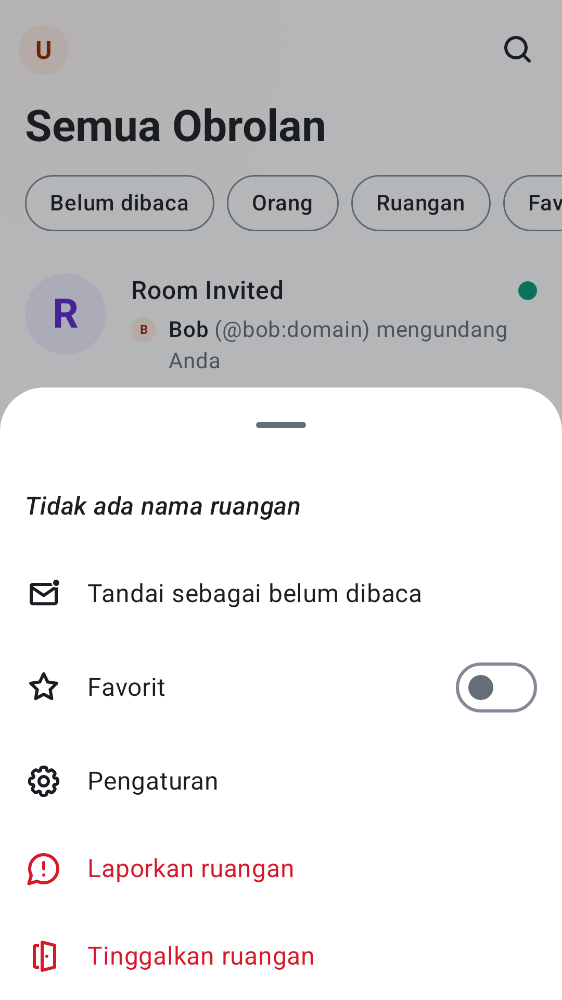 U
Semua Obrolan
Belum dibaca
Orang
Ruangan
Fav
R
Room Invited
B
Bob (@bob:domain) mengundang
Anda
Tidak ada nama ruangan
Tandai sebagai belum dibaca
Favorit
Pengaturan
Laporkan ruangan
Tinggalkan ruangan